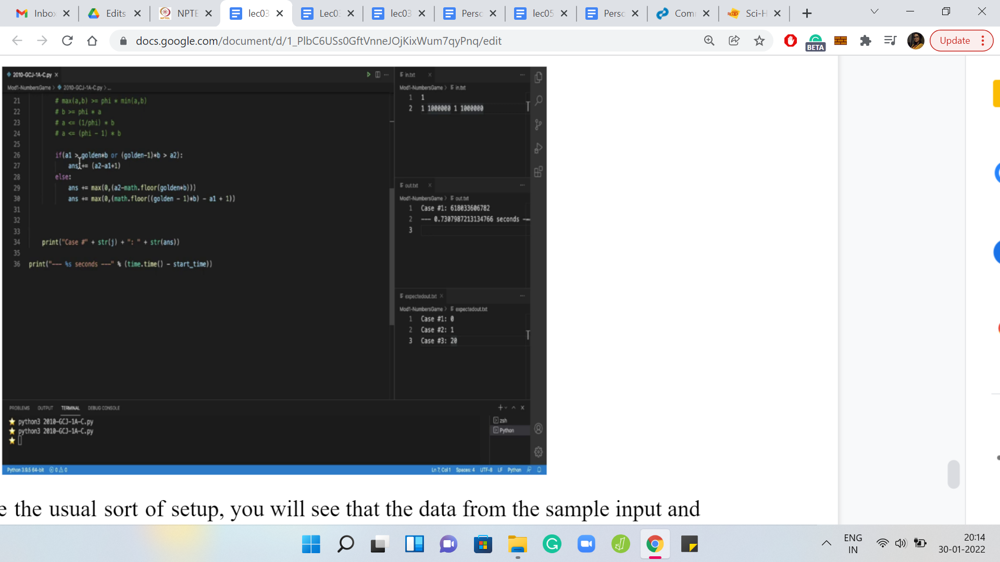 Inbo
Edits
NPTE
lec03
Lec0
lec03
Perso
lec05
Perso
Com
Sci-H
docs.google.com/document/d/1_PlbC6USs0GftVnneJOjKixWum7qyPnq/edit
BETA
Update
2010-GCJ-1A-C.py
Mod1-NumbersGame > 2010-GCJ-1A-C.py > ...
21 # max(a,b) >= phi * min(a,b)
22 # b >= phi * a
23 # a <= (1/phi) * b
24 # a <= (phi - 1) * b
25
26 if(a1 > golden*b or (golden-1)*b > a2):
27 ans += (a2-a1+1)
28 else:
29 ans += max(0,(a2-math.floor(golden*b)))
30 ans += max(0,(math.floor((golden - 1)*b) - a1 + 1))
31
32
33
34 print("Case #" + str(j) + ": " + str(ans))
35
36 print("--- %s seconds ---" % (time.time() - start_time))
in.txt
Mod1-NumbersGame > in.txt
1 1
2 1 1000000 1 1000000
out.txt
Mod1-NumbersGame > out.txt
1 Case #1: 618033606782
2 --- 0.7307987213134766 seconds ---
3
expectedout.txt
Mod1-NumbersGame > expectedout.txt
1 Case #1: 0
2 Case #2: 1
3 Case #3: 20
PROBLEMS OUTPUT TERMINAL DEBUG CONSOLE
python3 2010-GCJ-1A-C.py
python3 2010-GCJ-1A-C.py
zsh
Python
Python 3.9.5 64-bit 0 0
Ln 7, Col 1 Spaces: 4 UTF-8 LF Python
e the usual sort of setup, you will see that the data from the sample input and
ENG
IN
20:14
30-01-2022